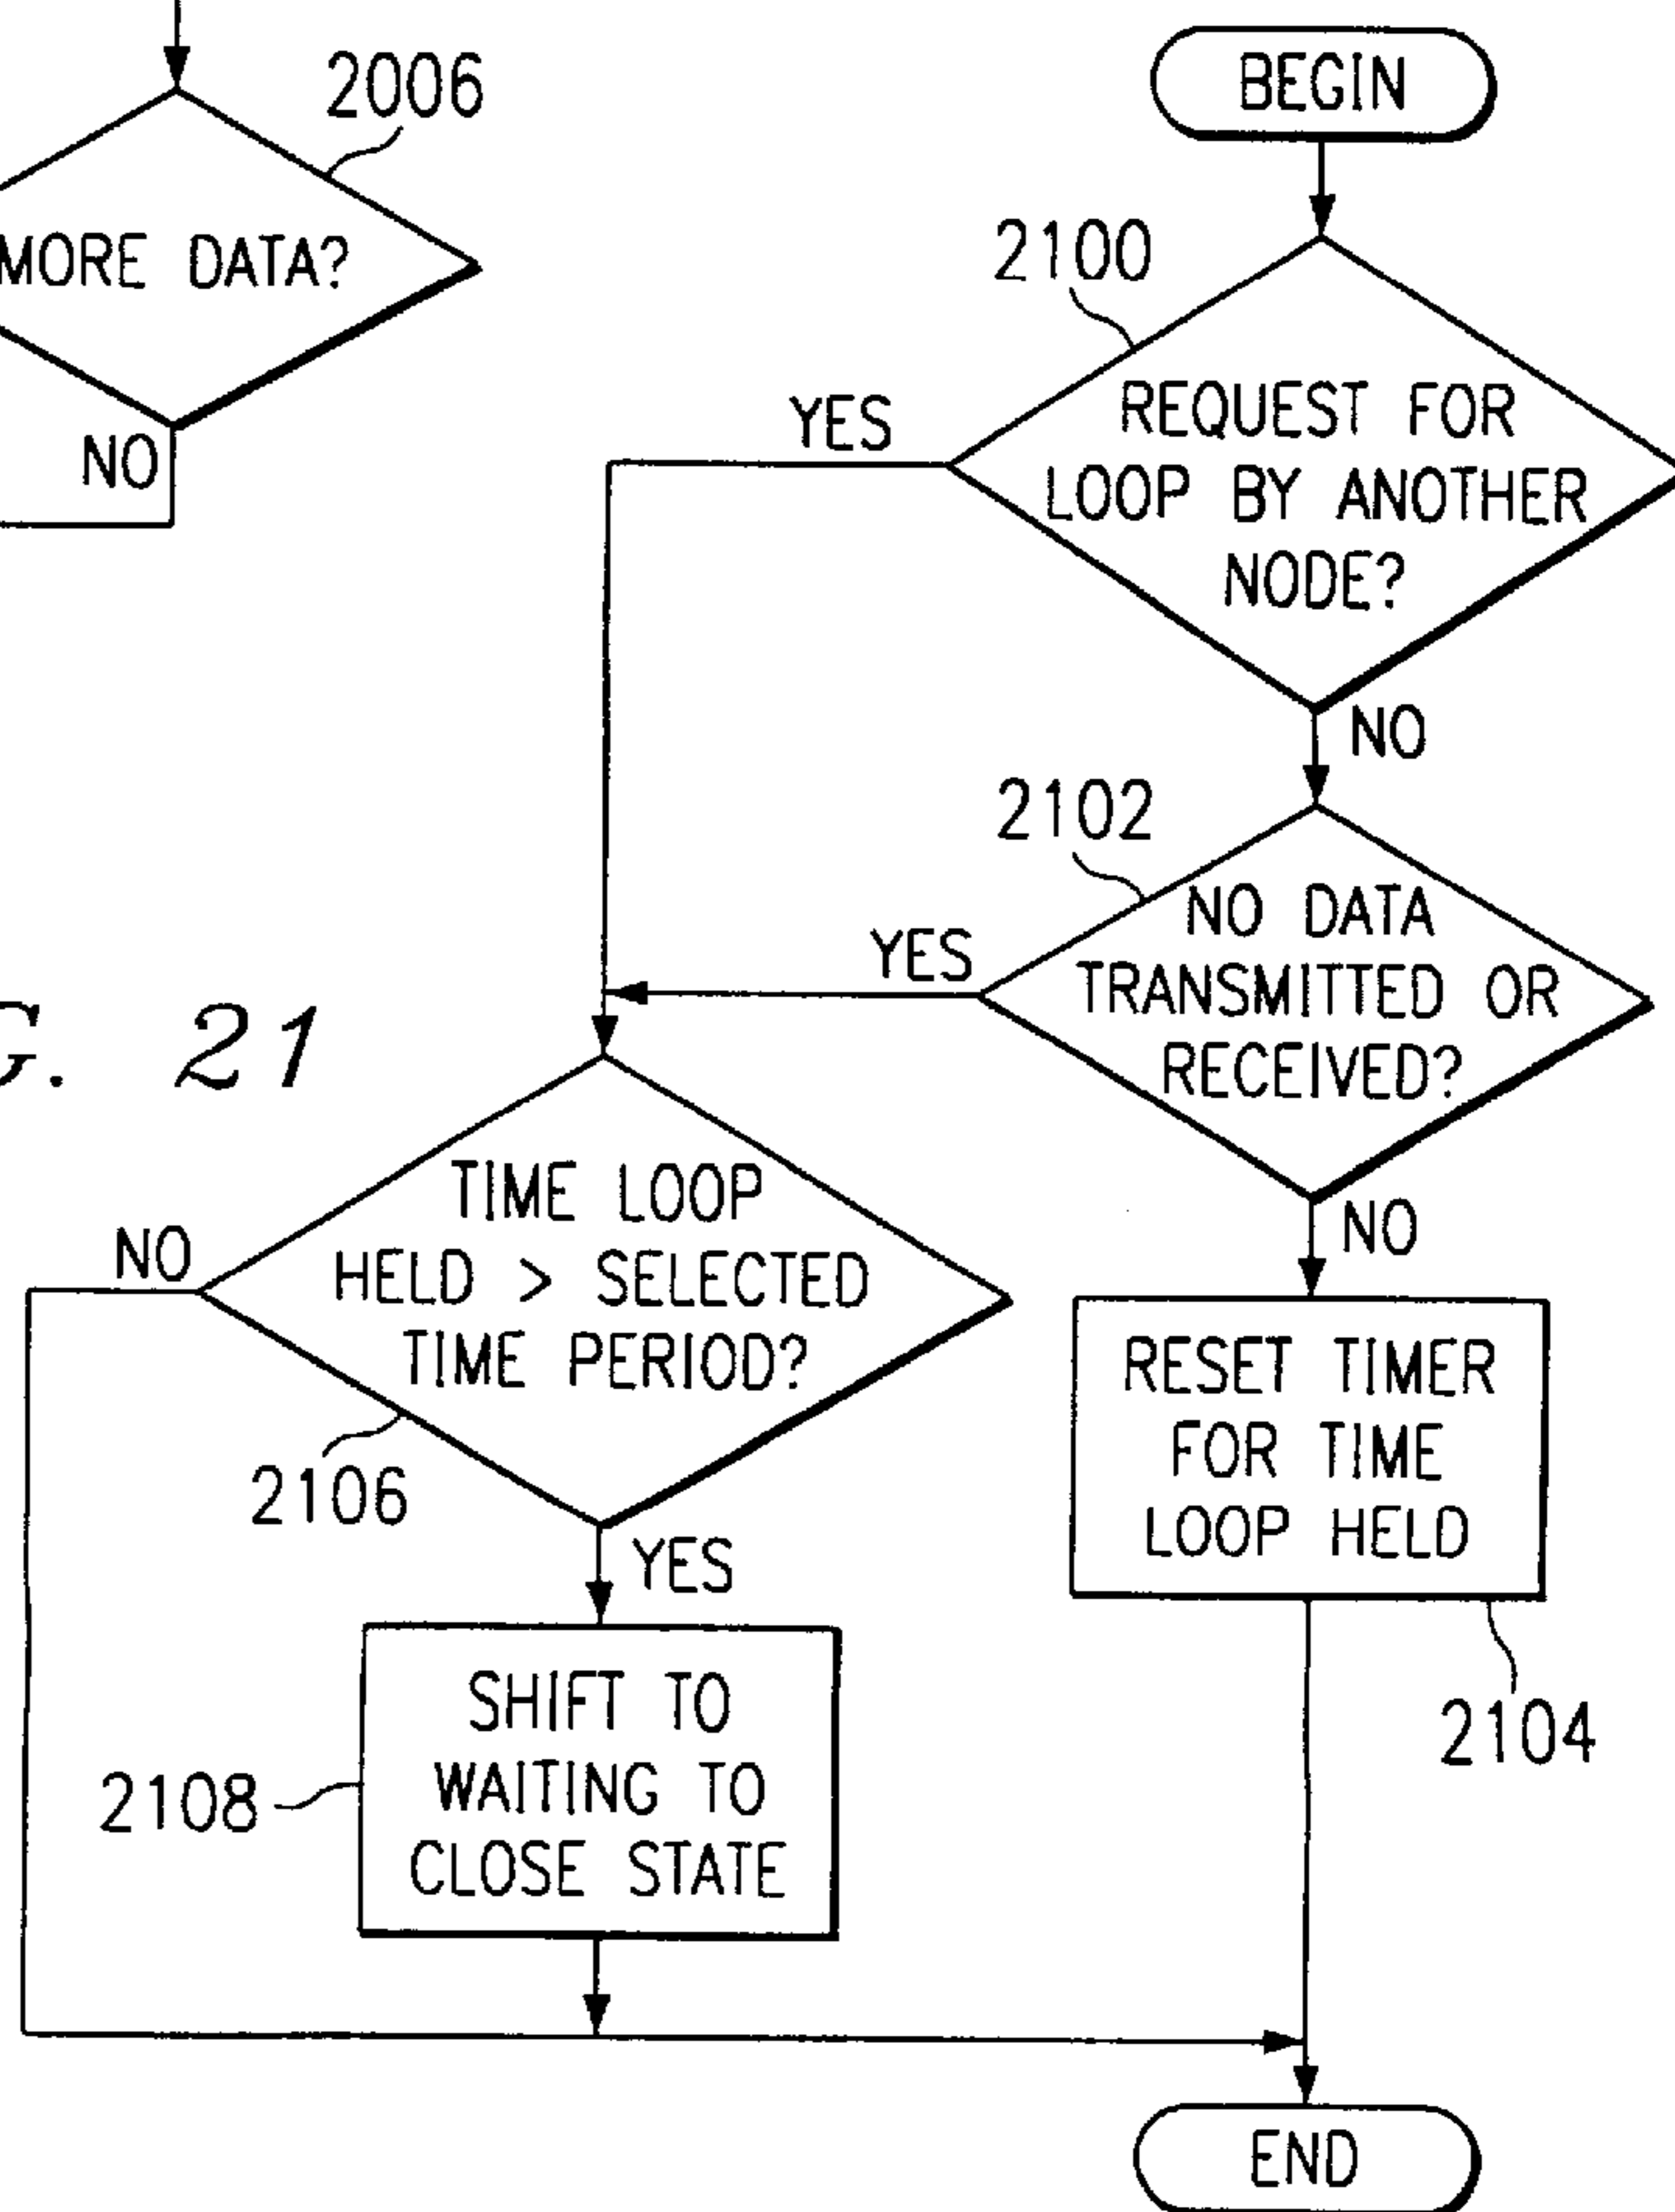 2006
MORE DATA?
NO
BEGIN
2100
REQUEST FOR
LOOP BY ANOTHER
NODE?
YES
NO
2102
NO DATA
TRANSMITTED OR
RECEIVED?
YES
NO
G. 21
TIME LOOP
HELD > SELECTED
TIME PERIOD?
NO
2106
YES
RESET TIMER
FOR TIME
LOOP HELD
2104
SHIFT TO
WAITING TO
CLOSE STATE
2108
END